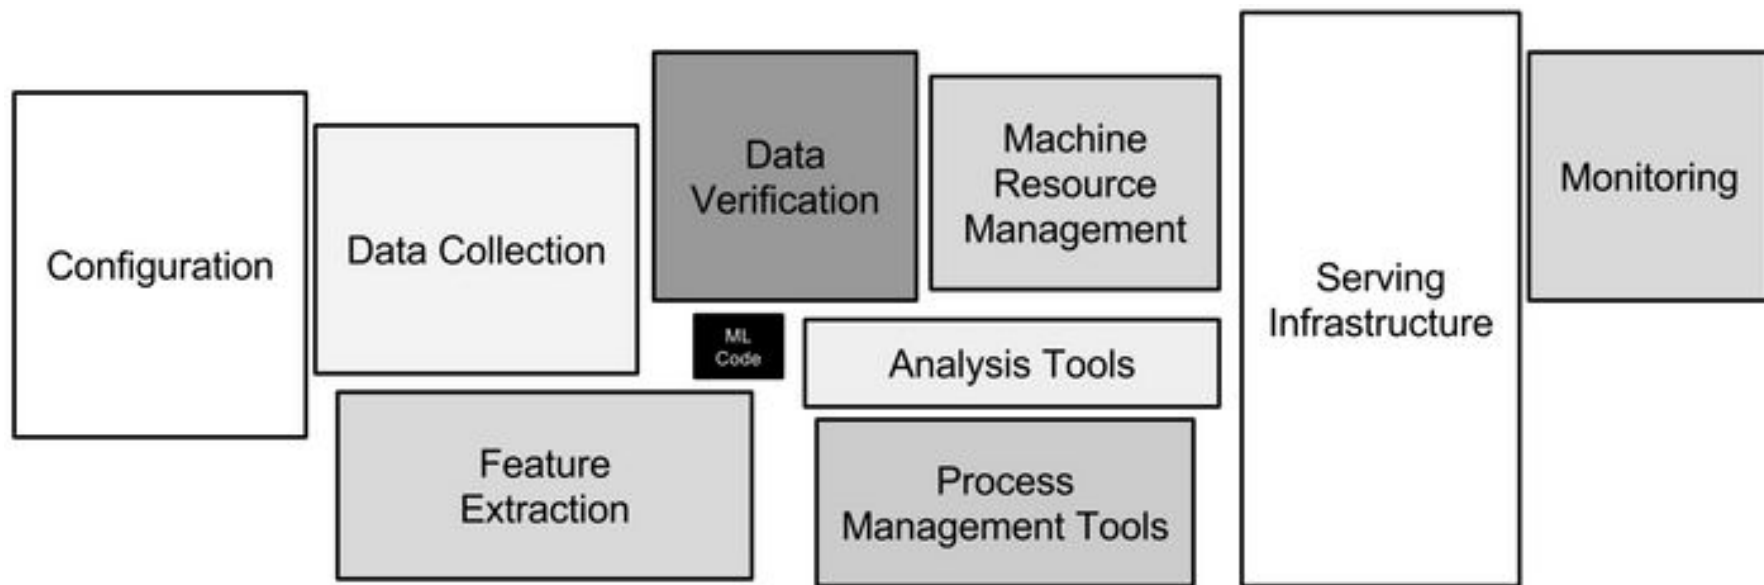 Configuration
Data Collection
Data
Verification
Machine
Resource
Management
Serving
Infrastructure
Monitoring
ML
Code
Analysis Tools
Feature
Extraction
Process
Management Tools